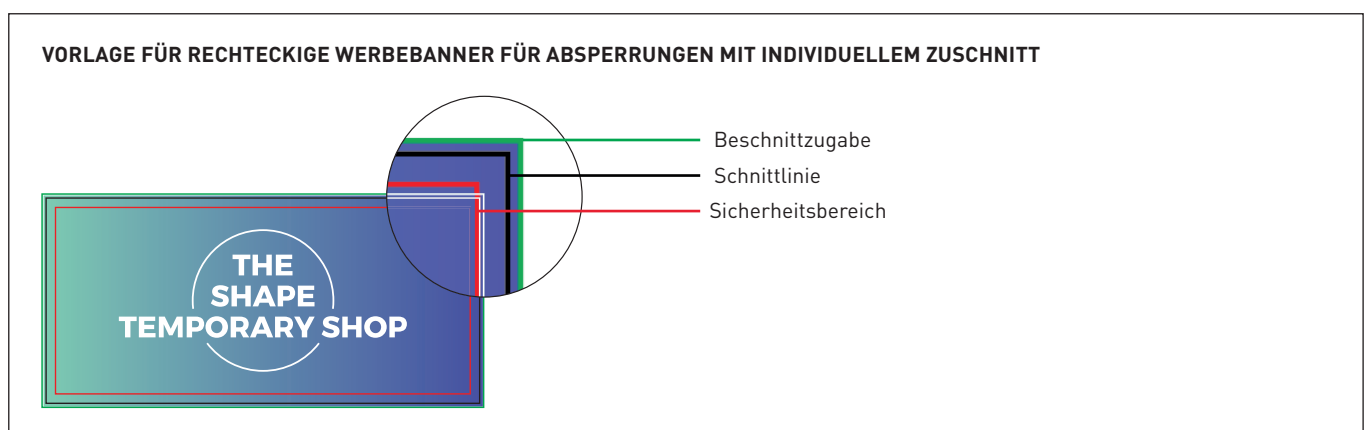 VORLAGE FÜR RECHTECKIGE WERBEBANNER FÜR ABSPERRUNGEN MIT INDIVIDUELLEM ZUSCHNITT
Beschnittzugabe
Schnittlinie
Sicherheitsbereich
THE
SHAPE
TEMPORARY SHOP